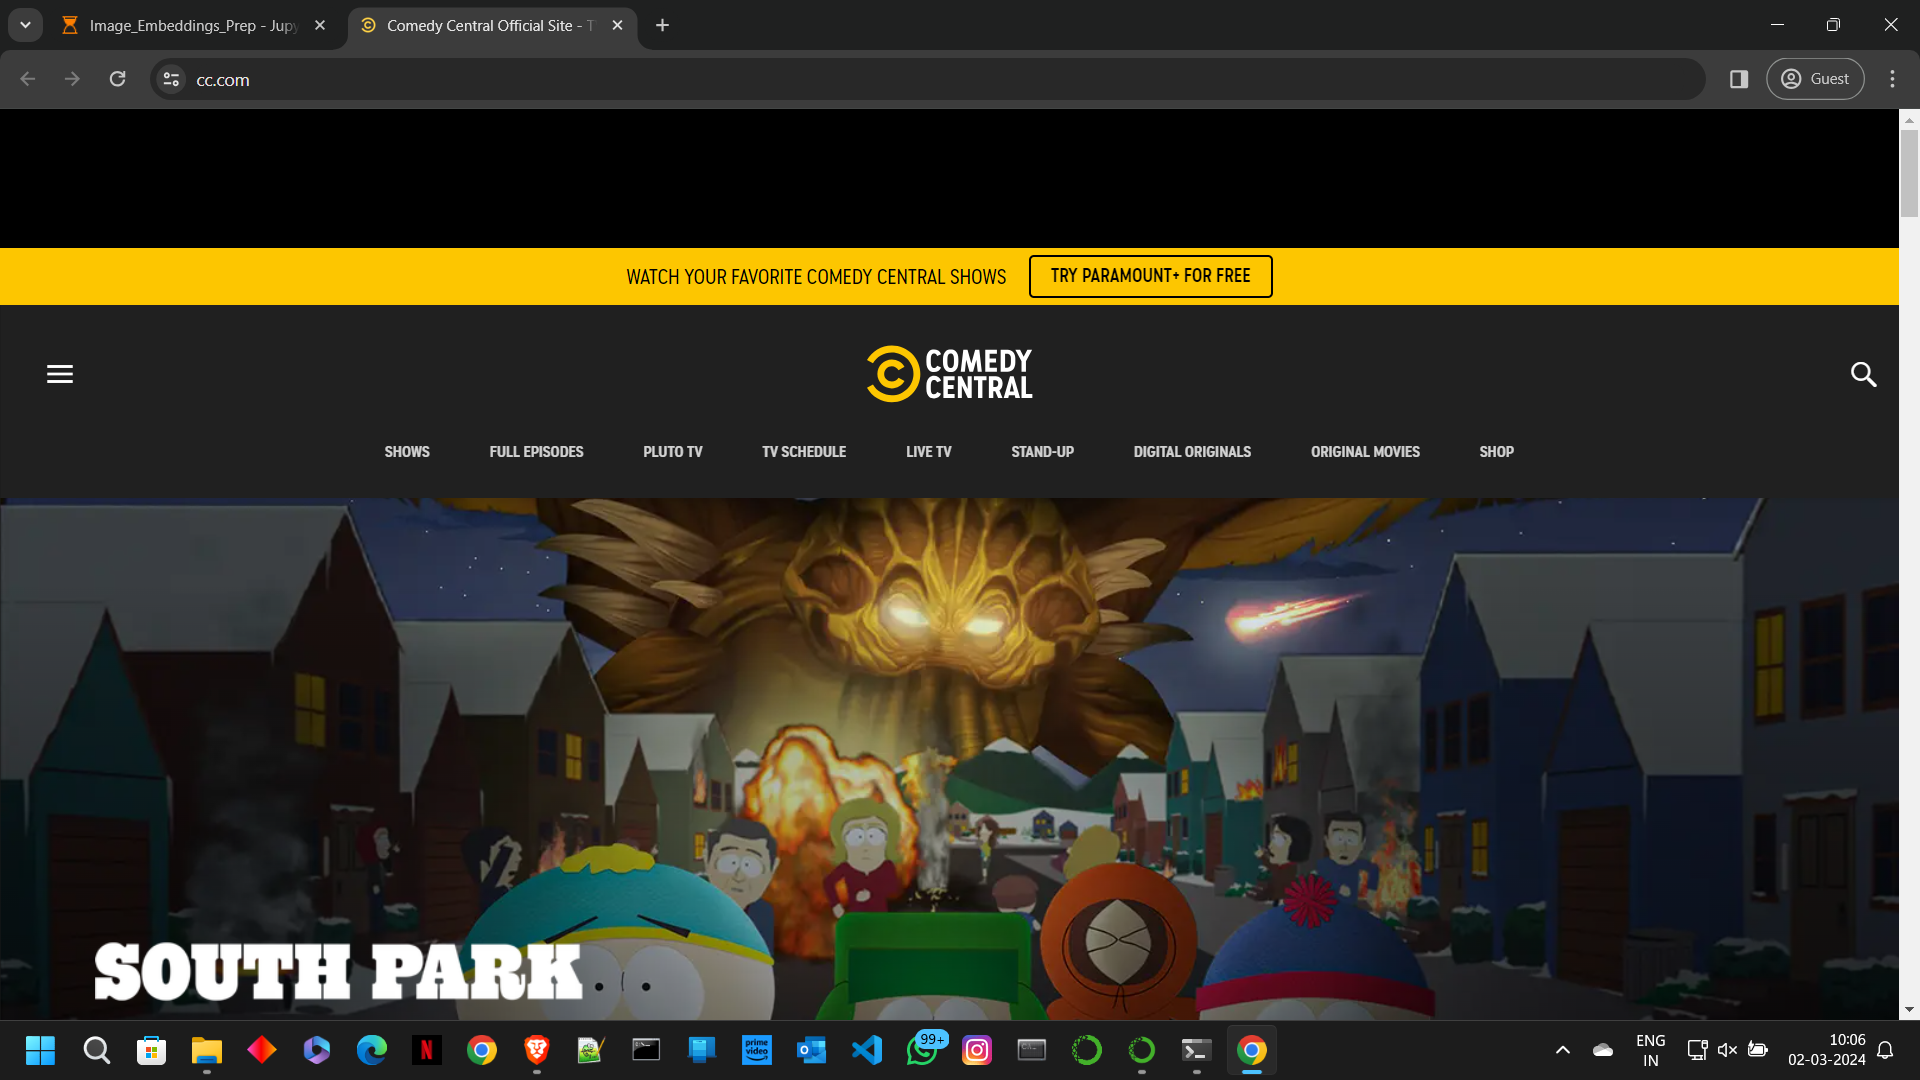 Image_Embeddings_Prep - Jupy
Comedy Central Official Site - T
cc.com
Guest
WATCH YOUR FAVORITE COMEDY CENTRAL SHOWS
TRY PARAMOUNT+ FOR FREE
COMEDY
CENTRAL
SHOWS
FULL EPISODES
PLUTO TV
TV SCHEDULE
LIVE TV
STAND-UP
DIGITAL ORIGINALS
ORIGINAL MOVIES
SHOP
SOUTH PARK
prime
video
99+
ENG
IN
10:06
02-03-2024